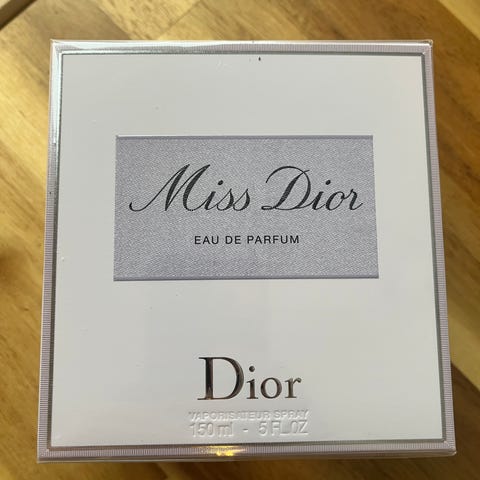 Miss Dior
EAU DE PARFUM
Dior
VAPORISATEUR SPRAY
150 ml - 5 FL.OZ